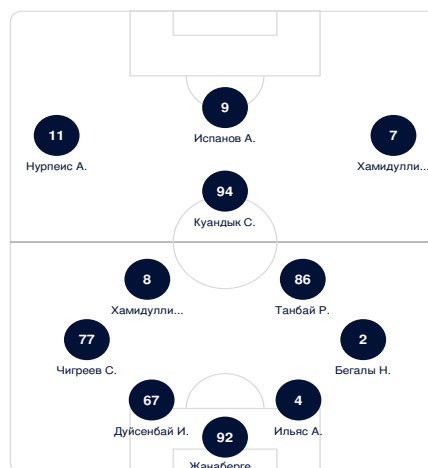 9
Испанов А.
11
Нурпеис А.
7
Хамидулли...
94
Куандык С.
8
Хамидулли...
86
Танбай Р.
77
Чигреев С.
2
Бегалы Н.
67
Дуйсенбай И.
4
Ильяс А.
92
Жанаберге...